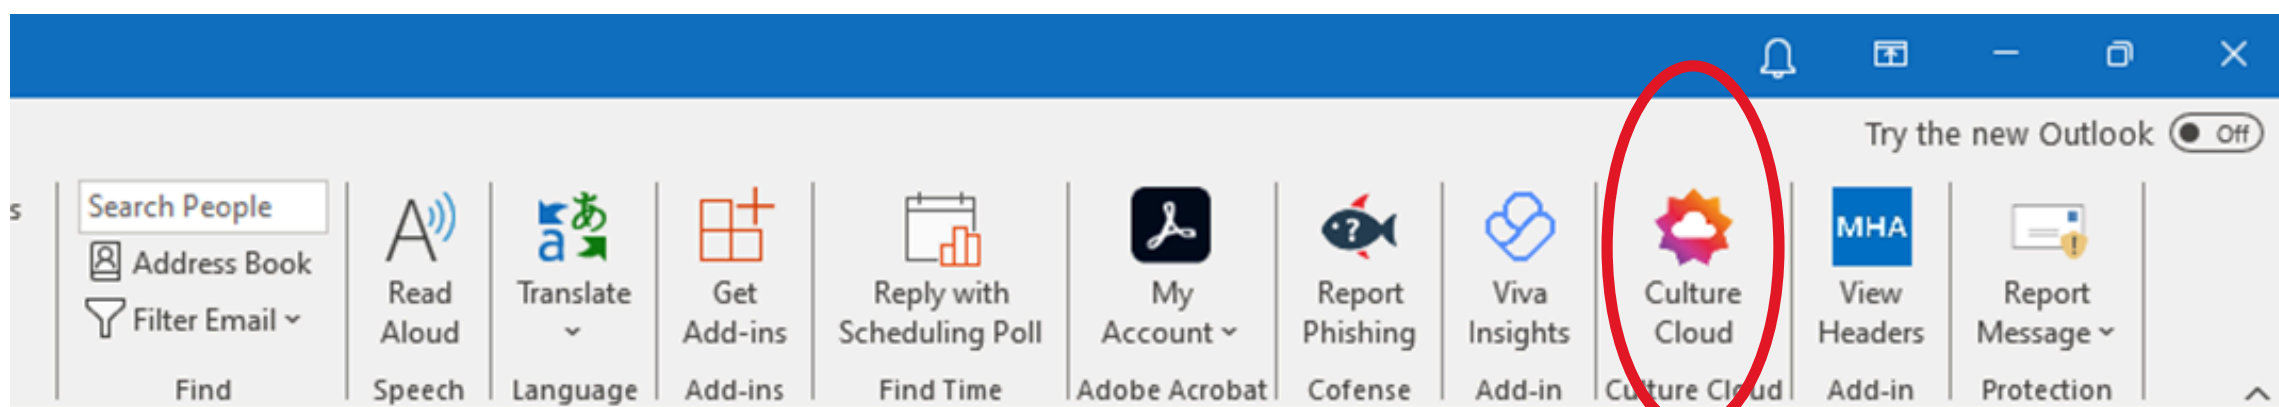 Try the new Outlook Off
s
Search People
Address Book
Filter Email
Find
Read
Aloud
Speech
あ
a
Translate
Language
Get
Add-ins
Add-ins
Reply with
Scheduling Poll
Find Time
My
Account
Adobe Acrobat
?
Report
Phishing
Cofense
Viva
Insights
Add-in
Culture
Cloud
Culture Cloud
MHA
View
Headers
Add-in
!
Report
Message
Protection